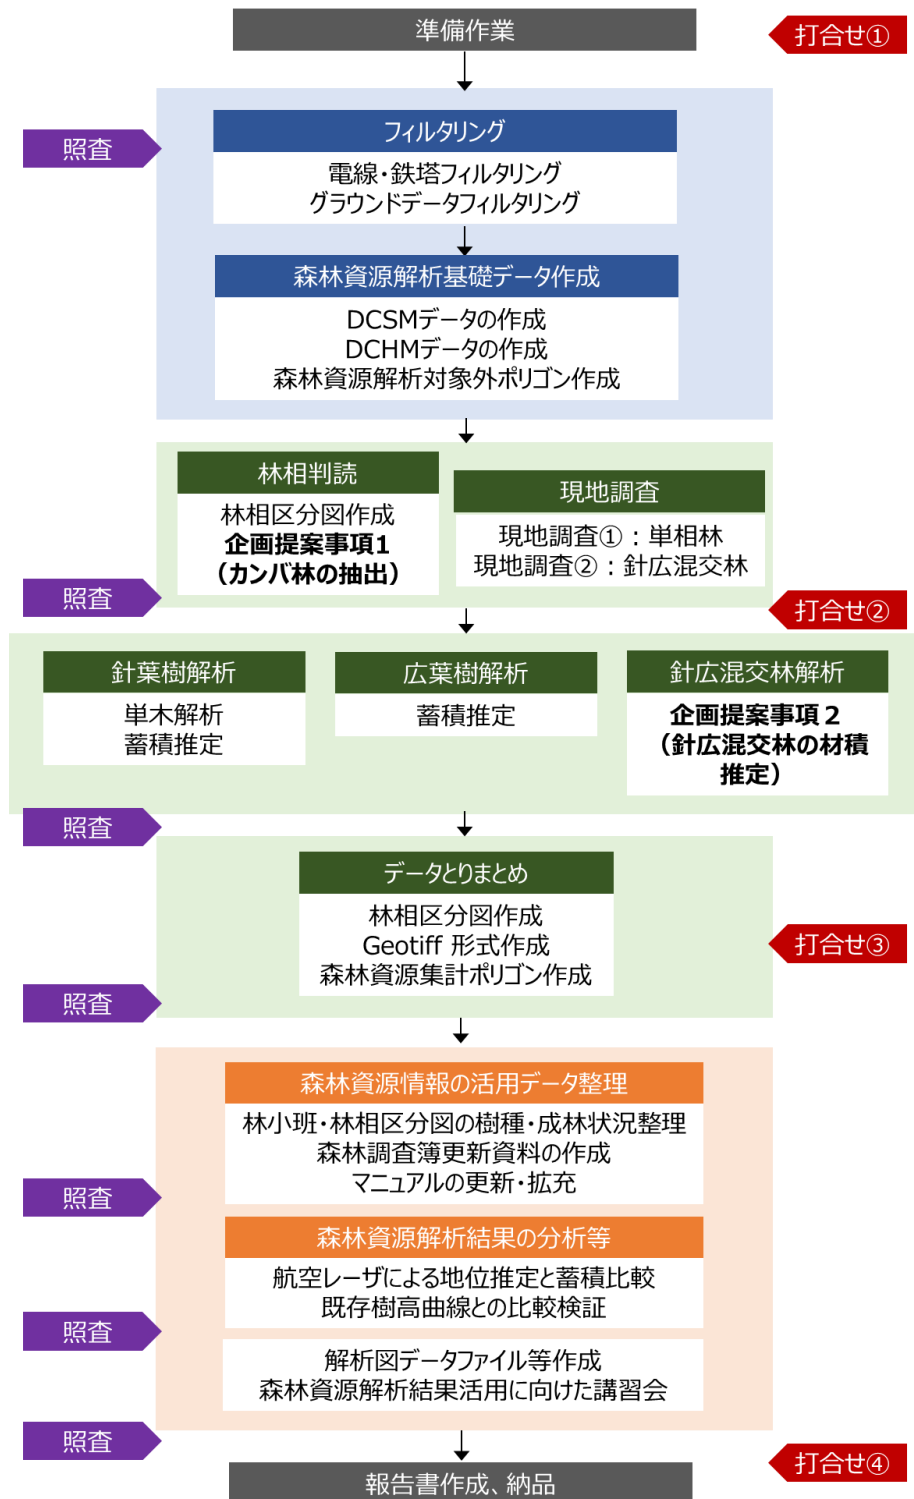 準備作業
打合せ①
フィルタリング
照査
電線・鉄塔フィルタリング
グラウンドデータフィルタリング
森林資源解析基礎データ作成
DCSMデータの作成
DCHMデータの作成
森林資源解析対象外ポリゴン作成
林相判読
林相区分図作成
企画提案事項1
（カンバ林の抽出）
現地調査
現地調査①：単相林
現地調査②：針広混交林
照査
打合せ②
針葉樹解析
単木解析
蓄積推定
広葉樹解析
蓄積推定
針広混交林解析
企画提案事項２
（針広混交林の材積
推定）
照査
データとりまとめ
林相区分図作成
Geotiff 形式作成
森林資源集計ポリゴン作成
打合せ③
照査
森林資源情報の活用データ整理
林小班・林相区分図の樹種・成林状況整理
森林調査簿更新資料の作成
マニュアルの更新・拡充
照査
森林資源解析結果の分析等
航空レーザによる地位推定と蓄積比較
既存樹高曲線との比較検証
照査
解析図データファイル等作成
森林資源解析結果活用に向けた講習会
照査
打合せ④
報告書作成、納品